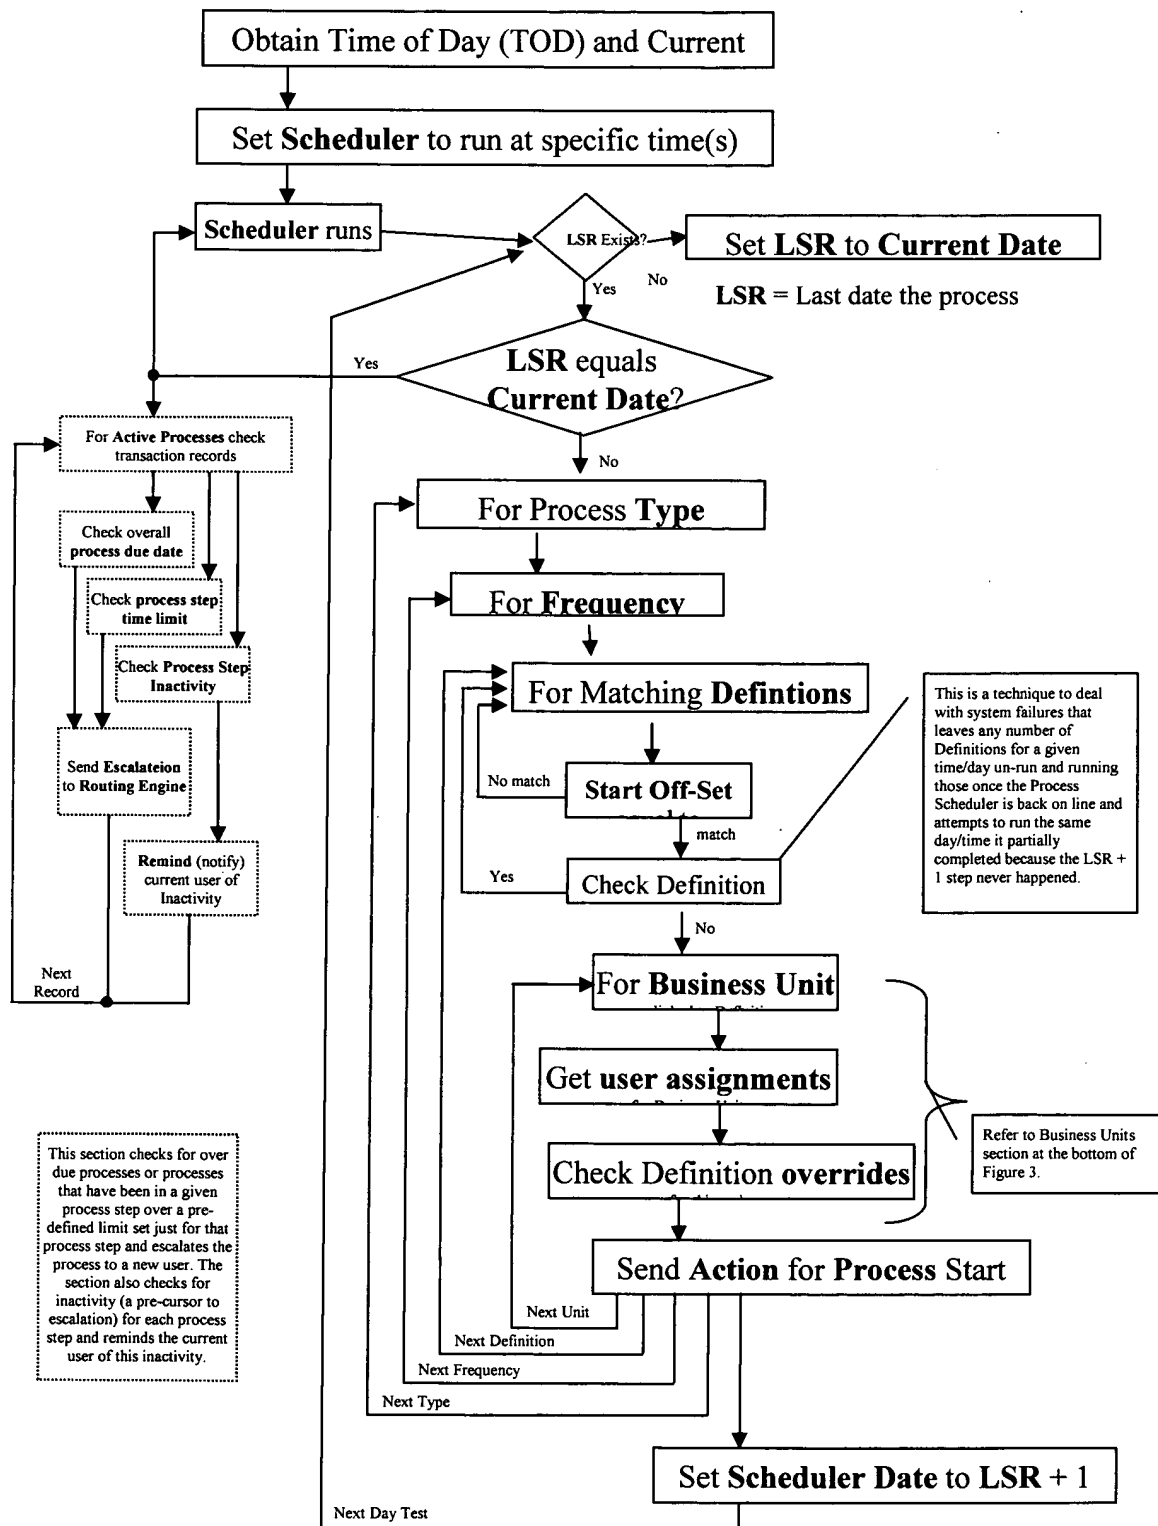 Obtain Time of Day (TOD) and Current
Set Scheduler to run at specific time(s)
Scheduler runs
LSR Exists?
Set LSR to Current Date
No
Yes
LSR = Last date the process
LSR equals
Current Date?
Yes
No
For Active Processes check
transaction records
Check overall
process due date
Check process step
time limit
Check Process Step
Inactivity
Send Escalateion
to Routing Engine
Remind (notify)
current user of
Inactivity
Next
Record
For Process Type
For Frequency
For Matching Defintions
No match
Start Off-Set
match
Yes
Check Definition
No
This is a technique to deal
with system failures that
leaves any number of
Definitions for a given
time/day un-run and running
those once the Process
Scheduler is back on line and
attempts to run the same
day/time it partially
completed because the LSR +
1 step never happened.
For Business Unit
Get user assignments
Check Definition overrides
Refer to Business Units
section at the bottom of
Figure 3.
Send Action for Process Start
Next Unit
Next Definition
Next Frequency
Next Type
This section checks for over
due processes or processes
that have been in a given
process step over a pre-
defined limit set just for that
process step and escalates the
process to a new user. The
section also checks for
inactivity (a pre-cursor to
escalation) for each process
step and reminds the current
user of this inactivity.
Set Scheduler Date to LSR + 1
Next Day Test